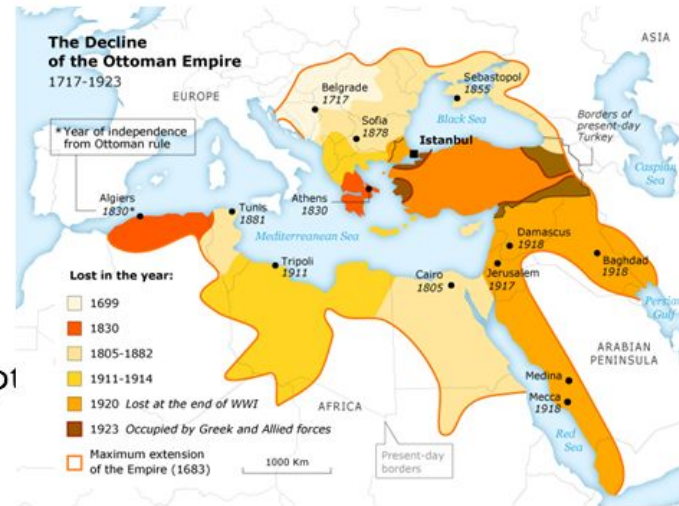 The Decline
of the Ottoman Empire
1717-1923
EUROPE
ASIA
* Year of independence
from Ottoman rule
Belgrade
1717
Sofia
1878
Sebastopol
1855
Black Sea
Istanbul
Borders of
present-day
Turkey
Caspian
Sea
Algiers
1830*
Tunis
1881
Athens
1830
Mediterranean Sea
Tripoli
1911
Cairo
1805
Damascus
1918
Jerusalem
1917
Baghdad
1918
Persian
Gulf
ARABIAN
PENINSULA
Medina
Mecca
1918
Red
Sea
AFRICA
Present-day
borders
Lost in the year:
1699
1830
1805-1882
1911-1914
1920 Lost at the end of WWI
1923 Occupied by Greek and Allied forces
Maximum extension
of the Empire (1683)
1000 Km